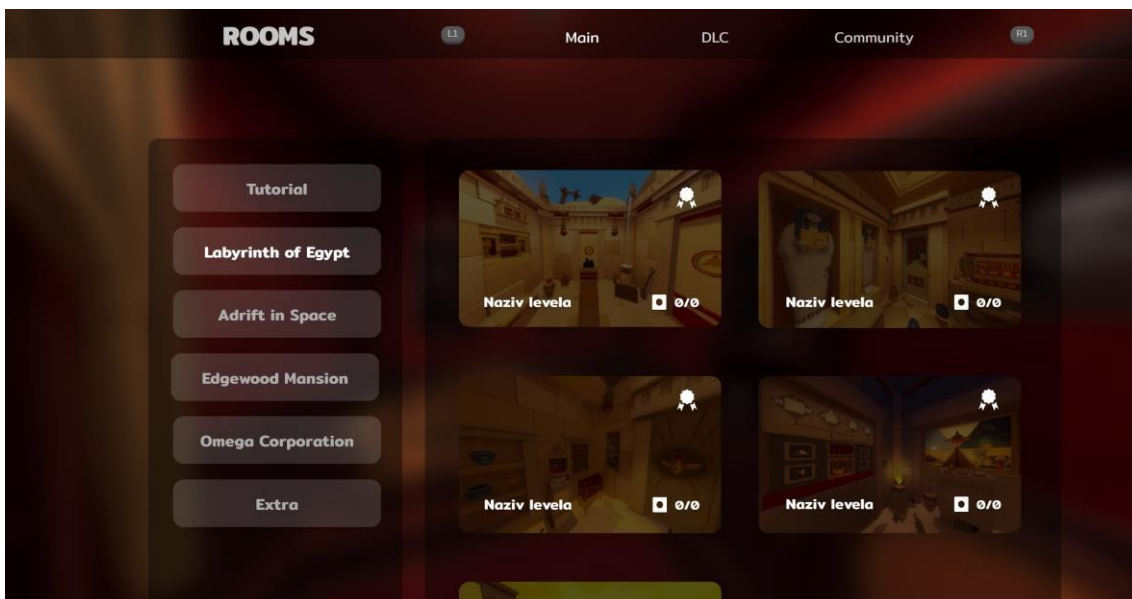 ROOMS L1 Main DLC Community R1
Tutorial
Labyrinth of Egypt
Adrift in Space
Edgewood Mansion
Omega Corporation
Extra
Naziv levela 0/0
Naziv levela 0/0
Naziv levela 0/0
Naziv levela 0/0